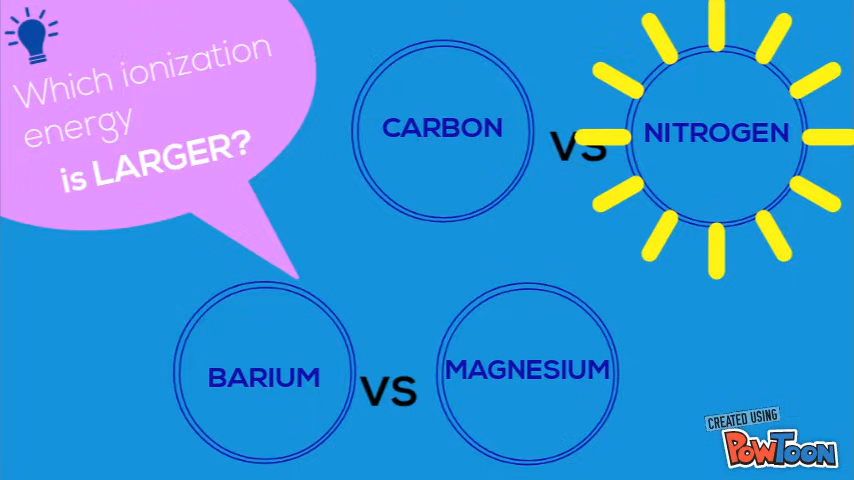 Which ionization
energy
is LARGER?
CARBON
VS
NITROGEN
BARIUM
VS
MAGNESIUM
CREATED USING
POWTOON